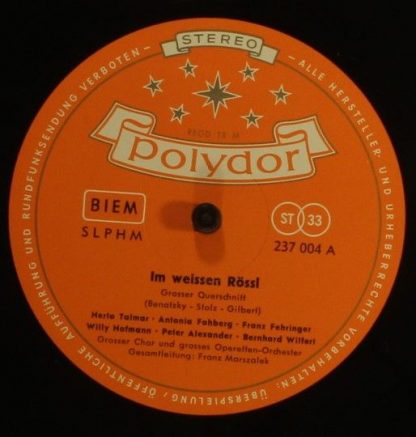 STEREO
REOD TR M
Polydor
BIEM
SLPHM
ST 33
237 004 A
Im weissen Rössl
Grosser Querschnitt
(Benatzky - Stolz - Gilbert)
Herta Talmar · Antonia Fahberg · Franz Fehringer
Willy Hofmann · Peter Alexander · Bernhard Wilfert
Grosser Chor und grosses Operetten-Orchester
Gesamtleitung: Franz Marszalek
- ALLE HERSTELLER- UND URHEBERRECHTE VORBEHALTEN: ÜBERSPIELUNG, ÖFFENTLICHE AUFFÜHRUNG UND RUNDFUNKSENDUNG VERBOTEN -